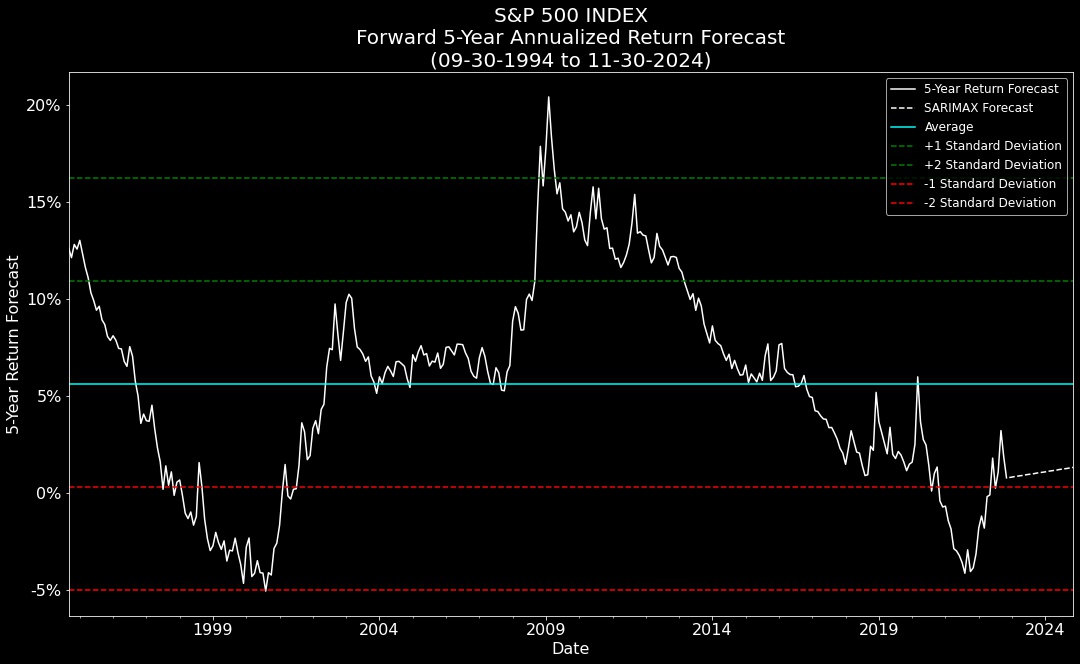 S&P 500 INDEX
Forward 5-Year Annualized Return Forecast
(09-30-1994 to 11-30-2024)
5-Year Return Forecast
SARIMAX Forecast
Average
+1 Standard Deviation
+2 Standard Deviation
-1 Standard Deviation
-2 Standard Deviation
5-Year Return Forecast
20%
15%
10%
5%
0%
-5%
1999
2004
2009
2014
2019
2024
Date